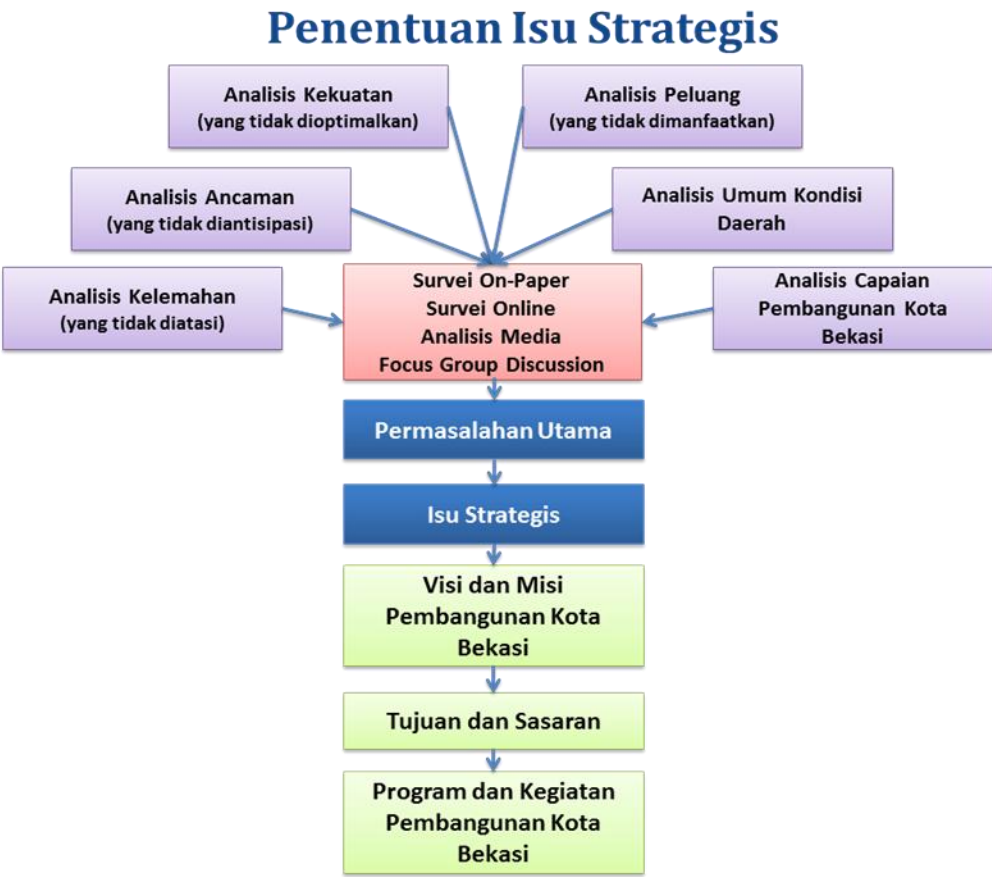 Penentuan Isu Strategis
Analisis Kekuatan
(yang tidak dioptimalkan)
Analisis Peluang
(yang tidak dimanfaatkan)
Analisis Ancaman
(yang tidak diantisipasi)
Analisis Umum Kondisi
Daerah
Analisis Kelemahan
(yang tidak diatasi)
Survei On-Paper
Survei Online
Analisis Media
Focus Group Discussion
Analisis Capaian
Pembangunan Kota
Bekasi
Permasalahan Utama
Isu Strategis
Visi dan Misi
Pembangunan Kota
Bekasi
Tujuan dan Sasaran
Program dan Kegiatan
Pembangunan Kota
Bekasi